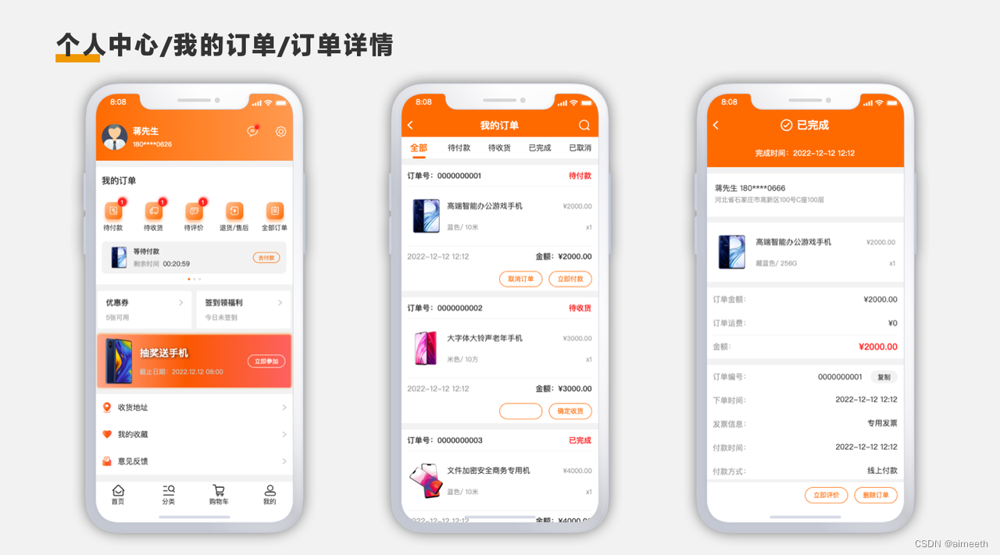 个人中心/我的订单/订单详情
8:08
蒋先生
180****0626
我的订单
1 1 1
待付款 待收货 待评价 退货/售后 全部订单
等待付款
剩余时间 00:20:59
去付款
优惠券 签到领福利
5张可用 今日未签到
抽奖送手机
截止日期：2022.12.12 08:00
立即参加
收货地址
我的收藏
意见反馈
首页 分类 购物车 我的
8:08
我的订单
全部 待付款 待收货 已完成 已取消
订单号：0000000001 待付款
高端智能办公游戏手机 ¥2000.00
蓝色/ 10米 x1
2022-12-12 12:12 金额：¥2000.00
取消订单 立即付款
订单号：0000000002 待收货
大字体大铃声老年手机 ¥3000.00
米色/ 10方 x1
2022-12-12 12:12 金额：¥3000.00
确定收货
订单号：0000000003 已完成
文件加密安全商务专用机 ¥4000.00
蓝色/ 10米 x1
2022-12-12 12:12 金额：¥4000.00
8:08
已完成
完成时间：2022-12-12 12:12
蒋先生 180****0666
河北省石家庄市高新区100号C座100层
高端智能办公游戏手机 ¥2000.00
藏蓝色/ 256G x1
订单金额： ¥2000.00
订单运费： ¥0
金额： ¥2000.00
订单编号： 0000000001 复制
下单时间： 2022-12-12 12:12
发票信息： 专用发票
付款时间： 2022-12-12 12:12
付款方式： 线上付款
立即评价 删除订单
CSDN @aimeeth